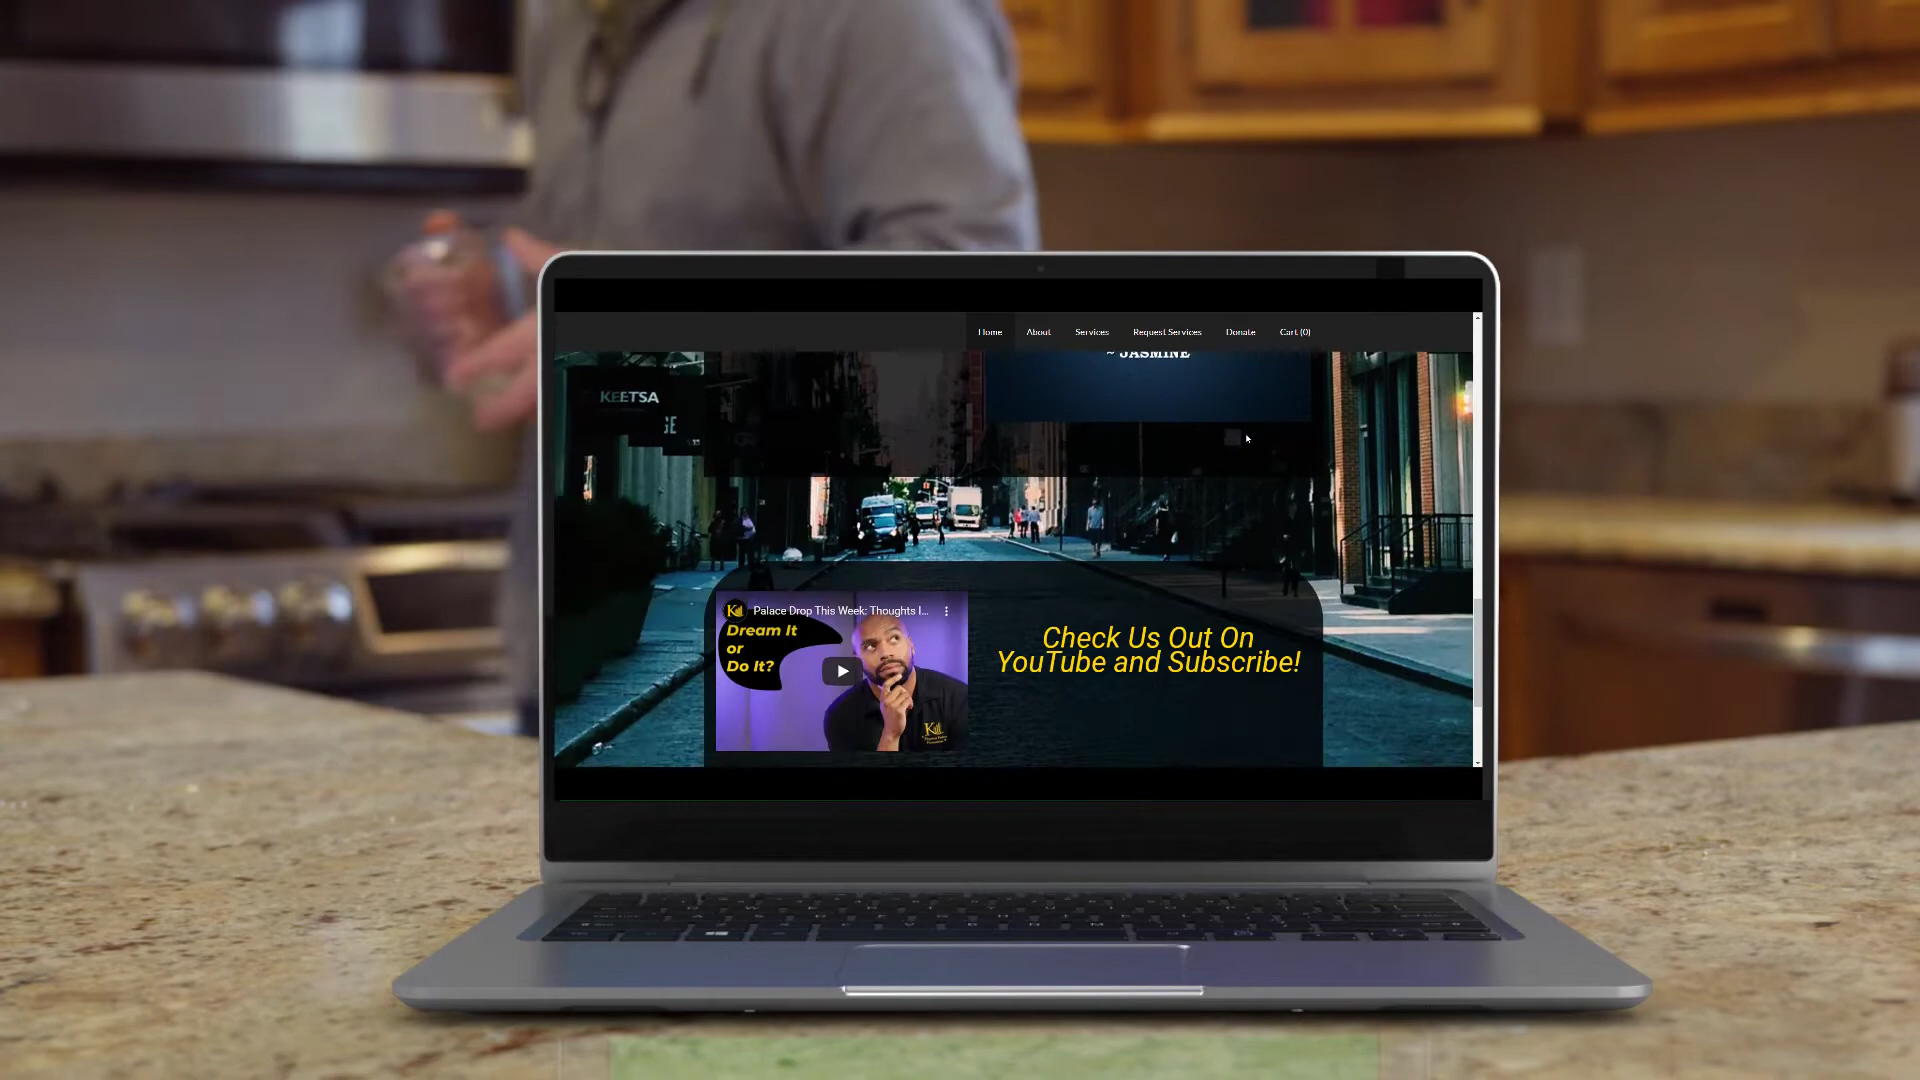 Home About Services Request Services Donate Cart (0)
~ JASMINE
KEETSA
GE
Palace Drop This Week: Thoughts I...
Dream It
or
Do It?
Check Us Out On
YouTube and Subscribe!